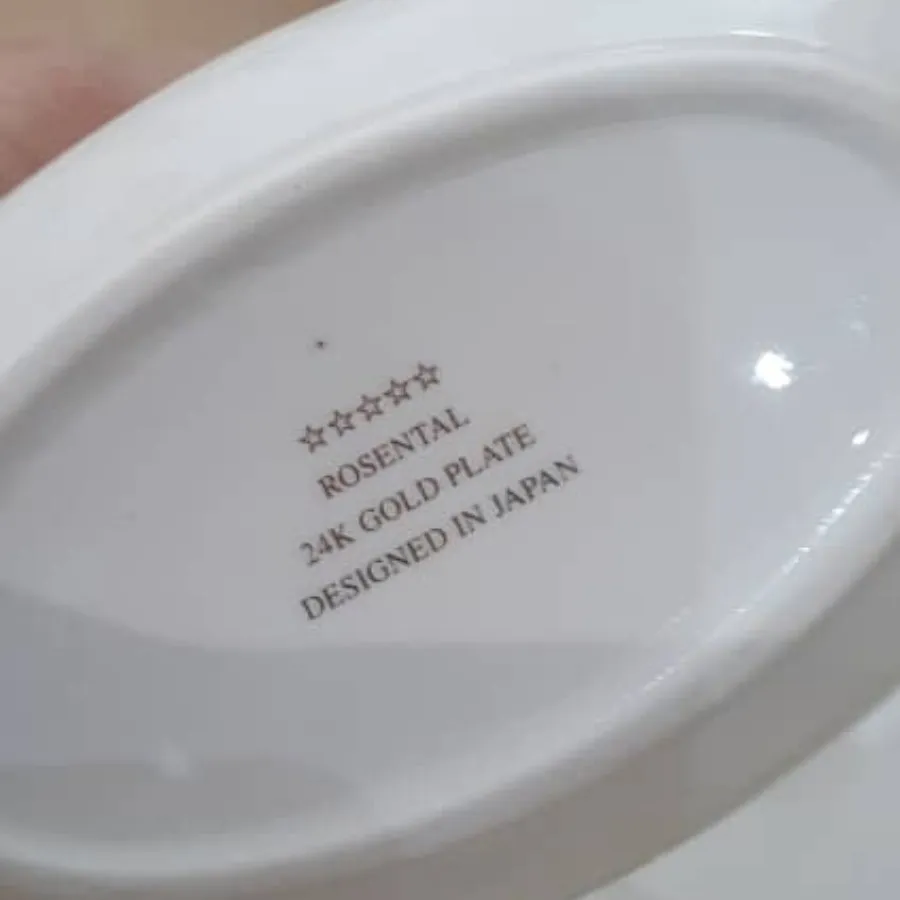 ☆☆☆☆☆
ROSENTAL
24K GOLD PLATE
DESIGNED IN JAPAN